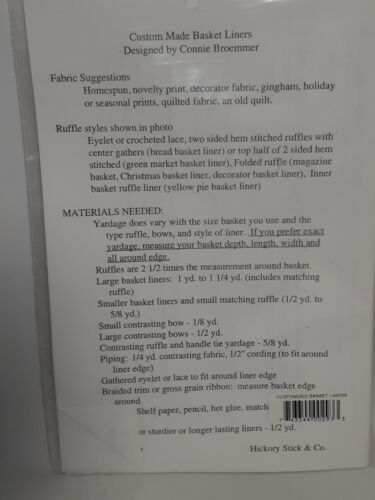 Custom Made Basket Liners
Designed by Connie Broemmer
Fabric Suggestions
Homespun, novelty print, decorator fabric, gingham, holiday
or seasonal prints, quilted fabric, an old quilt.
Ruffle styles shown in photo
Eyelet or crocheted lace, two sided hem stitched ruffles with
center gathers (bread basket liner) or top half of 2 sided hem
stitched (green market basket liner), Folded ruffle (magazine
basket, Christmas basket liner, decorator basket liner), Inner
basket ruffle liner (yellow pie basket liner)
MATERIALS NEEDED:
Yardage does vary with the size basket you use and the
type ruffle, bows, and style of liner. If you prefer exact
yardage, measure your basket depth, length, width and
all around edge.
Ruffles are 2 1/2 times the measurement around basket.
Large basket liners: 1 yd. to 1 1/4 yd. (includes matching
ruffle)
Smaller basket liners and small matching ruffle (1/2 yd. to
5/8 yd.)
Small contrasting bow - 1/8 yd.
Large contrasting bows - 1/2 yd.
Contrasting ruffle and handle tie yardage - 5/8 yd.
Piping: 1/4 yd. contrasting fabric, 1/2" cording (to fit around
liner edge)
Gathered eyelet or lace to fit around liner edge
Braided trim or gross grain ribbon: measure basket edge
around
Shelf paper, pencil, hot glue, match
CUSTOMIZED BASKET LINERS
7 43344 00293 3
or sturdier or longer lasting liners - 1/2 yd.
Hickory Stick & Co.